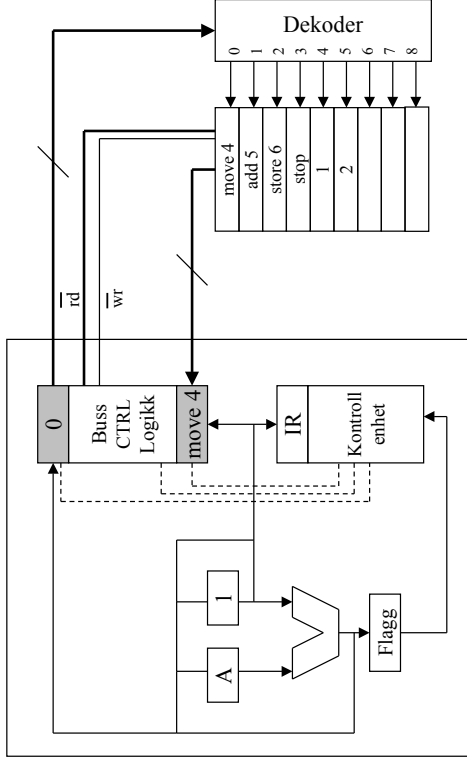 0
Buss
CTRL
Logikk
move 4
rd
wr
IR
Kontroll
enhet
A
1
Flagg
Dekoder
0
1
2
3
4
5
6
7
8
move 4
add 5
store 6
stop
1
2